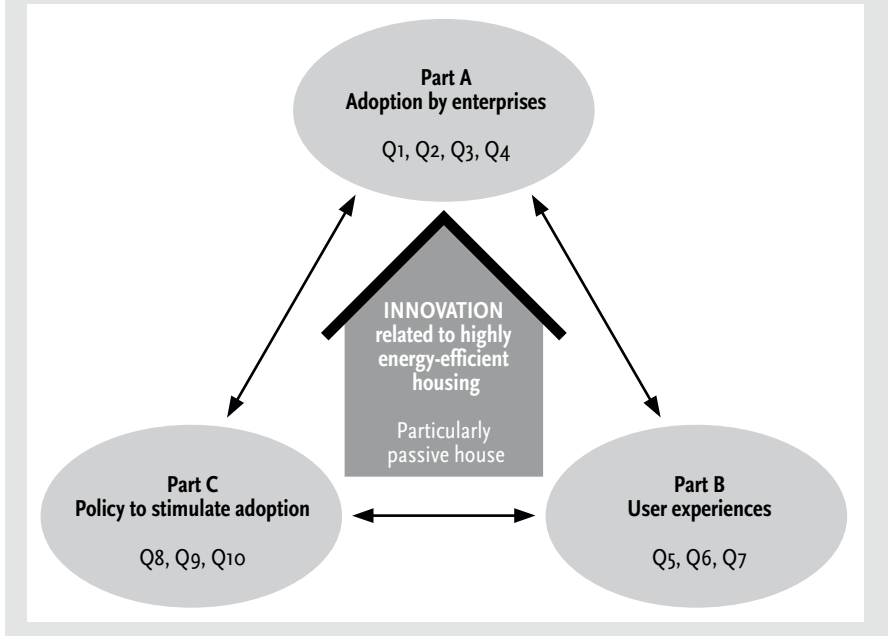 Part A
Adoption by enterprises
Q1, Q2, Q3, Q4
INNOVATION
related to highly
energy-efficient
housing
Particularly
passive house
Part C
Policy to stimulate adoption
Q8, Q9, Q10
Part B
User experiences
Q5, Q6, Q7